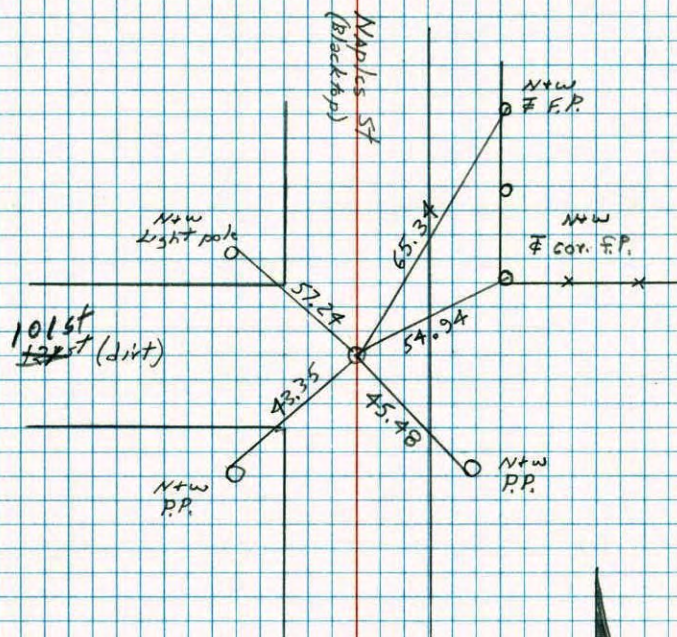 Naples St
(Blacktop)
N+W
₵ F.P.
N+W
Light pole
N+W
₵ cor. F.P.
65.34
57.24
54.94
101st
(dirt)
43.35
45.48
N+W
P.P.
N+W
P.P.